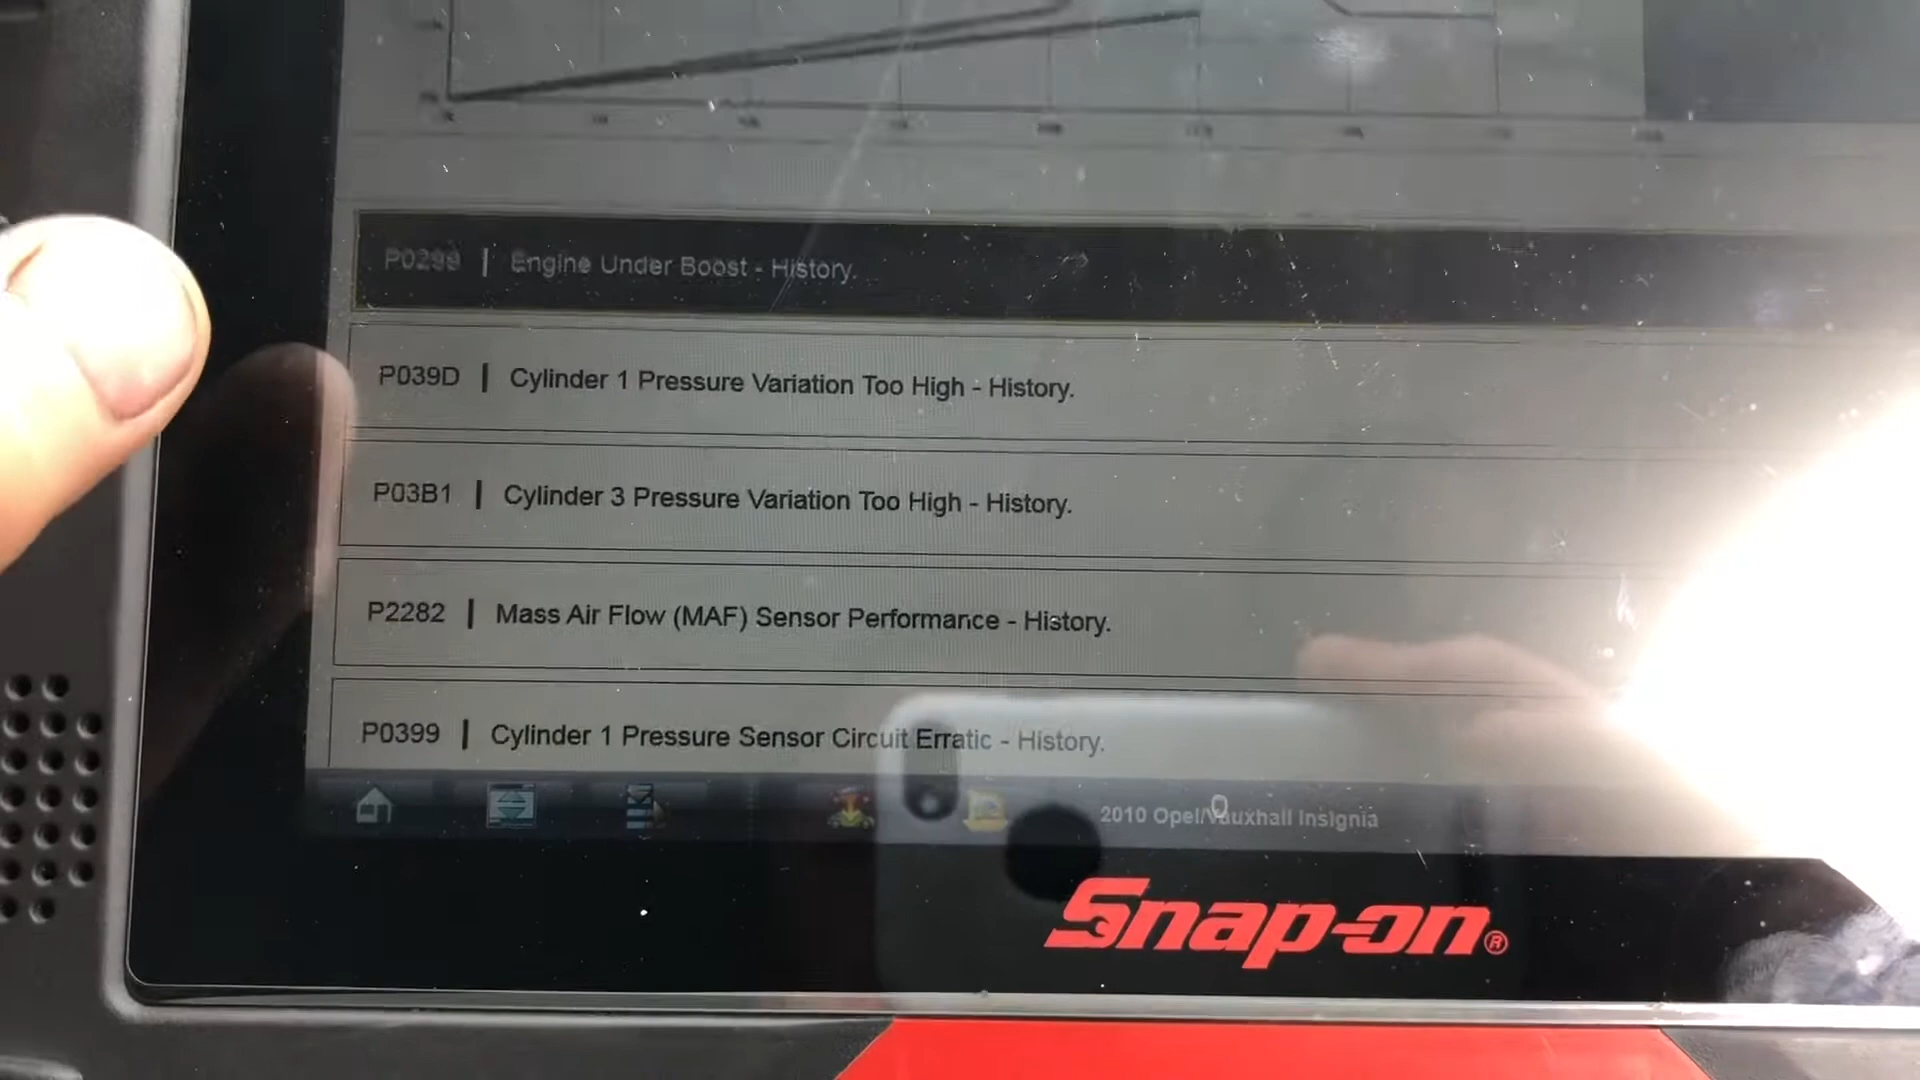 P0299 | Engine Under Boost - History.
P039D | Cylinder 1 Pressure Variation Too High - History.
P03B1 | Cylinder 3 Pressure Variation Too High - History.
P2282 | Mass Air Flow (MAF) Sensor Performance - History.
P0399 | Cylinder 1 Pressure Sensor Circuit Erratic - History.
2010 Opel/Vauxhall Insignia
Snap-on®